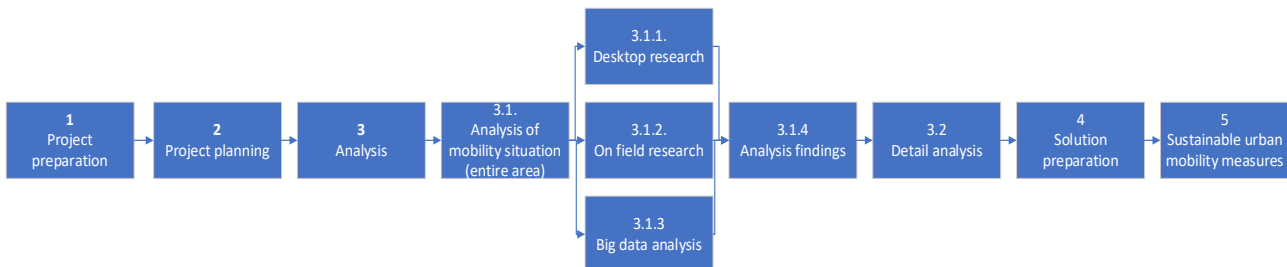 1
Project
preparation
2
Project planning
3
Analysis
3.1.
Analysis of
mobility situation
(entire area)
3.1.1.
Desktop research
3.1.2.
On field research
3.1.3
Big data analysis
3.1.4
Analysis findings
3.2
Detail analysis
4
Solution
preparation
5
Sustainable urban
mobility measures